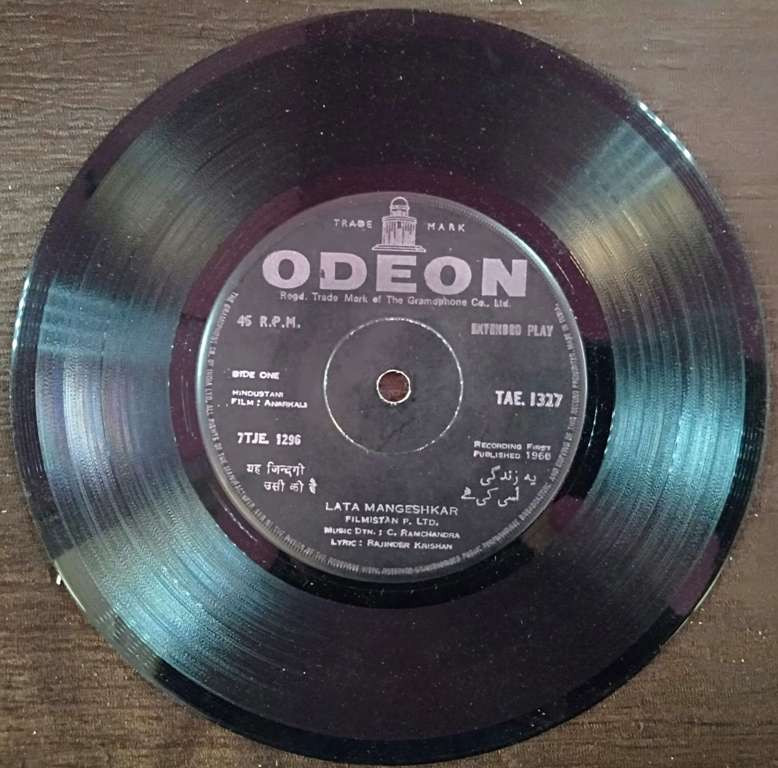 TRADE MARK
ODEON
Regd. Trade Mark of The Gramophone Co., Ltd.
45 R.P.M.
EXTENDED PLAY
SIDE ONE
HINDUSTANI
FILM : ANARKALI
TAE. 1327
7TJE. 1296
RECORDING FIRST
PUBLISHED 1966
यह जिन्दगी
उसी की है
یہ زندگی
اسی کی ہے
LATA MANGESHKAR
FILMISTAN P. LTD.
MUSIC DTN. : C. RAMCHANDRA
LYRIC : RAJINDER KRISHAN